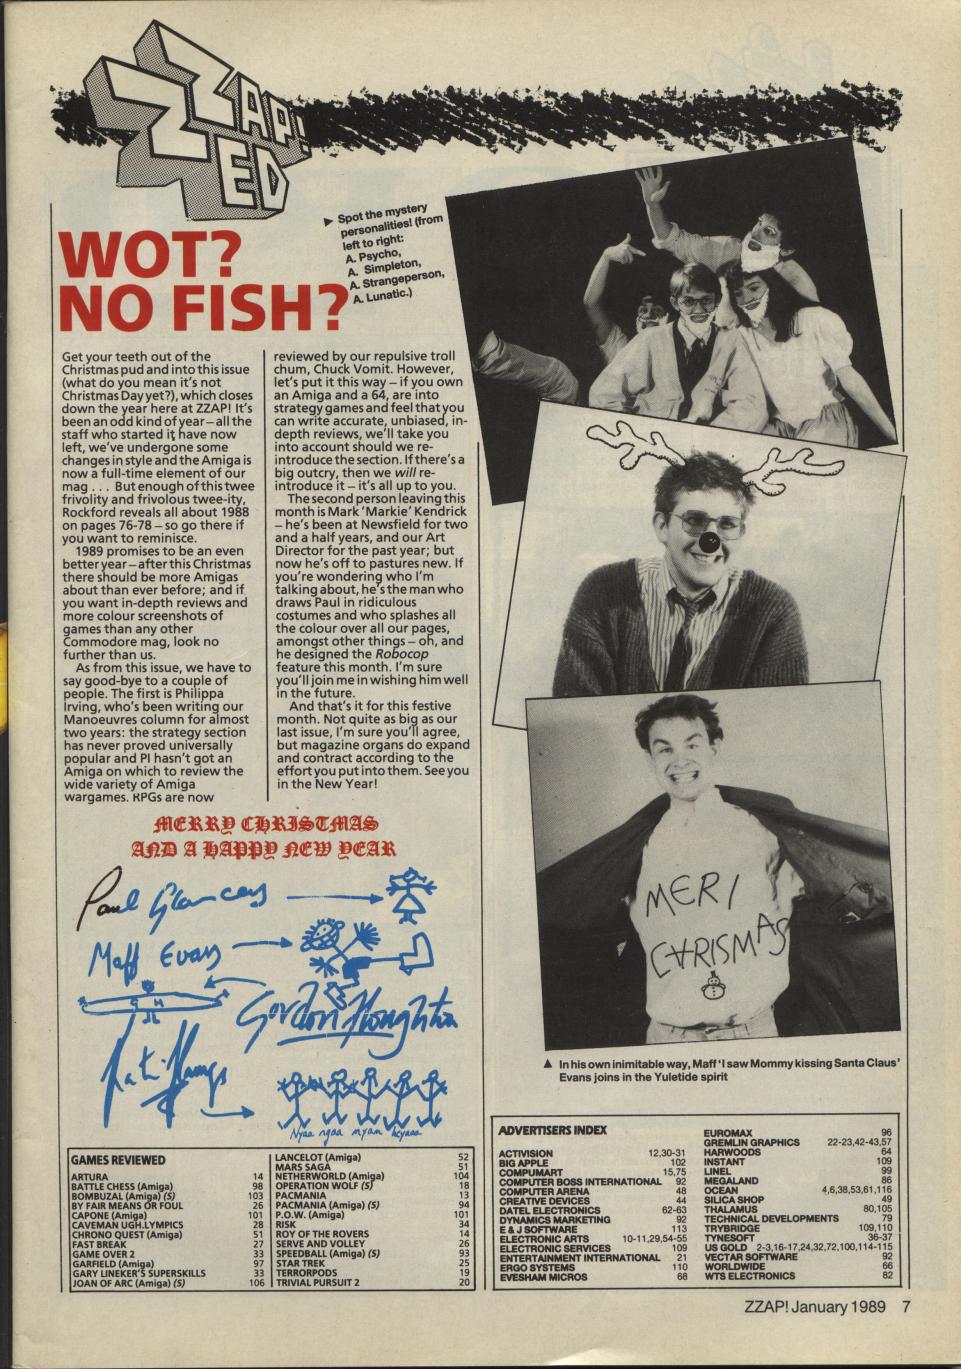 ZZAP!
ZED
WOT?
NO FISH?
▶ Spot the mystery
personalities! (from
left to right:
A. Psycho,
A. Simpleton,
A. Strangeperson,
A. Lunatic.)
Get your teeth out of the
Christmas pud and into this issue
(what do you mean it's not
Christmas Day yet?), which closes
down the year here at ZZAP! It's
been an odd kind of year – all the
staff who started it have now
left, we've undergone some
changes in style and the Amiga is
now a full-time element of our
mag . . . But enough of this twee
frivolity and frivolous twee-ity,
Rockford reveals all about 1988
on pages 76-78 – so go there if
you want to reminisce.
1989 promises to be an even
better year – after this Christmas
there should be more Amigas
about than ever before; and if
you want in-depth reviews and
more colour screenshots of
games than any other
Commodore mag, look no
further than us.
As from this issue, we have to
say good-bye to a couple of
people. The first is Philippa
Irving, who's been writing our
Manoeuvres column for almost
two years: the strategy section
has never proved universally
popular and PI hasn't got an
Amiga on which to review the
wide variety of Amiga
wargames. RPGs are now
reviewed by our repulsive troll
chum, Chuck Vomit. However,
let's put it this way – if you own
an Amiga and a 64, are into
strategy games and feel that you
can write accurate, unbiased, in-
depth reviews, we'll take you
into account should we re-
introduce the section. If there's a
big outcry, then we will re-
introduce it – it's all up to you.
The second person leaving this
month is Mark 'Markie' Kendrick
– he's been at Newsfield for two
and a half years, and our Art
Director for the past year; but
now he's off to pastures new. If
you're wondering who I'm
talking about, he's the man who
draws Paul in ridiculous
costumes and who splashes all
the colour over all our pages,
amongst other things – oh, and
he designed the Robocop
feature this month. I'm sure
you'll join me in wishing him well
in the future.
And that's it for this festive
month. Not quite as big as our
last issue, I'm sure you'll agree,
but magazine organs do expand
and contract according to the
effort you put into them. See you
in the New Year!
MERRY CHRISTMAS
AND A HAPPY NEW YEAR
Paul Glancey
Maff Evans
G H
Gordon Houghton
Nyaa ngaa myam
MERI
CHRISMAS
▲ In his own inimitable way, Maff 'I saw Mommy kissing Santa Claus'
Evans joins in the Yuletide spirit
GAMES REVIEWED
ARTURA 14
BATTLE CHESS (Amiga) 98
BOMBUZAL (Amiga) (S) 103
BY FAIR MEANS OR FOUL 26
CAPONE (Amiga) 101
CAVEMAN UGH.LYMPICS 28
CHRONO QUEST (Amiga) 51
FAST BREAK 27
GAME OVER 2 33
GARFIELD (Amiga) 97
GARY LINEKER'S SUPERSKILLS 33
JOAN OF ARC (Amiga) (S) 106
LANCELOT (Amiga) 52
MARS SAGA 51
NETHERWORLD (Amiga) 104
OPERATION WOLF (S) 18
PACMANIA 13
PACMANIA (Amiga) (S) 94
P.O.W. (Amiga) 101
RISK 34
ROY OF THE ROVERS 14
SERVE AND VOLLEY 26
SPEEDBALL (Amiga) (S) 93
STAR TREK 25
TERRORPODS 19
TRIVIAL PURSUIT 2 20
ADVERTISERS INDEX
ACTIVISION 12,30-31
BIG APPLE 102
COMPUMART 15,75
COMPUTER BOSS INTERNATIONAL 92
COMPUTER ARENA 48
CREATIVE DEVICES 44
DATEL ELECTRONICS 62-63
DYNAMICS MARKETING 92
E & J SOFTWARE 113
ELECTRONIC ARTS 10-11,29,54-55
ELECTRONIC SERVICES 109
ENTERTAINMENT INTERNATIONAL 21
ERGO SYSTEMS 110
EVESHAM MICROS 68
EUROMAX 96
GREMLIN GRAPHICS 22-23,42-43,57
HARWOODS 64
INSTANT 109
LINEL 99
MEGALAND 86
OCEAN 4,6,38,53,61,116
SILICA SHOP 49
THALAMUS 80,105
TECHNICAL DEVELOPMENTS 79
TRYBRIDGE 109,110
TYNESOFT 36-37
US GOLD 2-3,16-17,24,32,72,100,114-115
VECTAR SOFTWARE 92
WORLDWIDE 66
WTS ELECTRONICS 82
ZZAP! January 1989 7